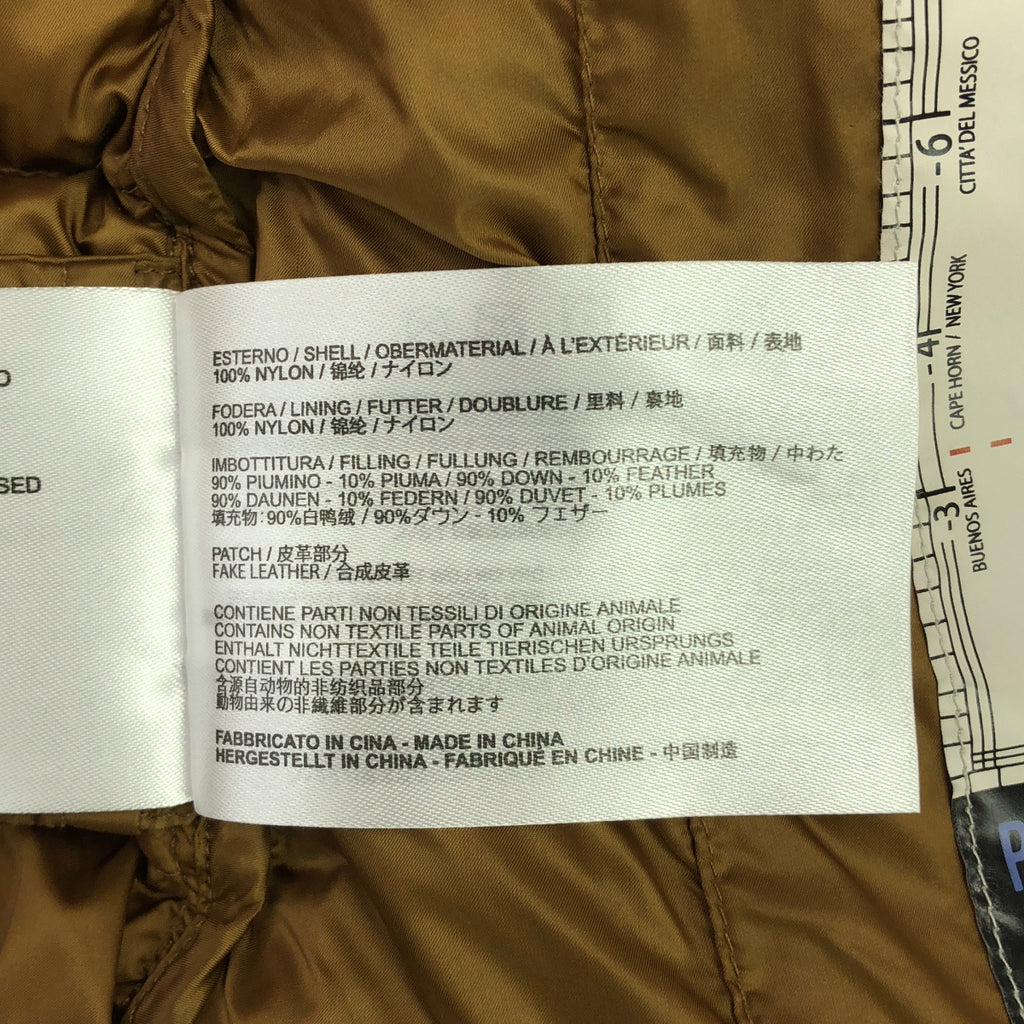 ESTERNO / SHELL / OBERMATERIAL / À L'EXTÉRIEUR / 面料 / 表地
100% NYLON / 锦纶 / ナイロン
FODERA / LINING / FUTTER / DOUBLURE / 里料 / 裏地
100% NYLON / 锦纶 / ナイロン
IMBOTTITURA / FILLING / FULLUNG / REMBOURRAGE / 填充物 / 中わた
90% PIUMINO - 10% PIUMA / 90% DOWN - 10% FEATHER
90% DAUNEN - 10% FEDERN / 90% DUVET - 10% PLUMES
填充物：90%白鸭绒 / 90%ダウン - 10% フェザー
PATCH / 皮革部分
FAKE LEATHER / 合成皮革
CONTIENE PARTI NON TESSILI DI ORIGINE ANIMALE
CONTAINS NON TEXTILE PARTS OF ANIMAL ORIGIN
ENTHALT NICHTTEXTILE TEILE TIERISCHEN URSPRUNGS
CONTIENT LES PARTIES NON TEXTILES D'ORIGINE ANIMALE
含源自动物的非纺织品部分
動物由来の非繊維部分が含まれます
FABBRICATO IN CINA - MADE IN CHINA
HERGESTELLT IN CHINA - FABRIQUÉ EN CHINE - 中国制造
SED
-6
CITTA' DEL MESSICO
-4
CAPE HORN / NEW YORK
-3
BUENOS AIRES
P